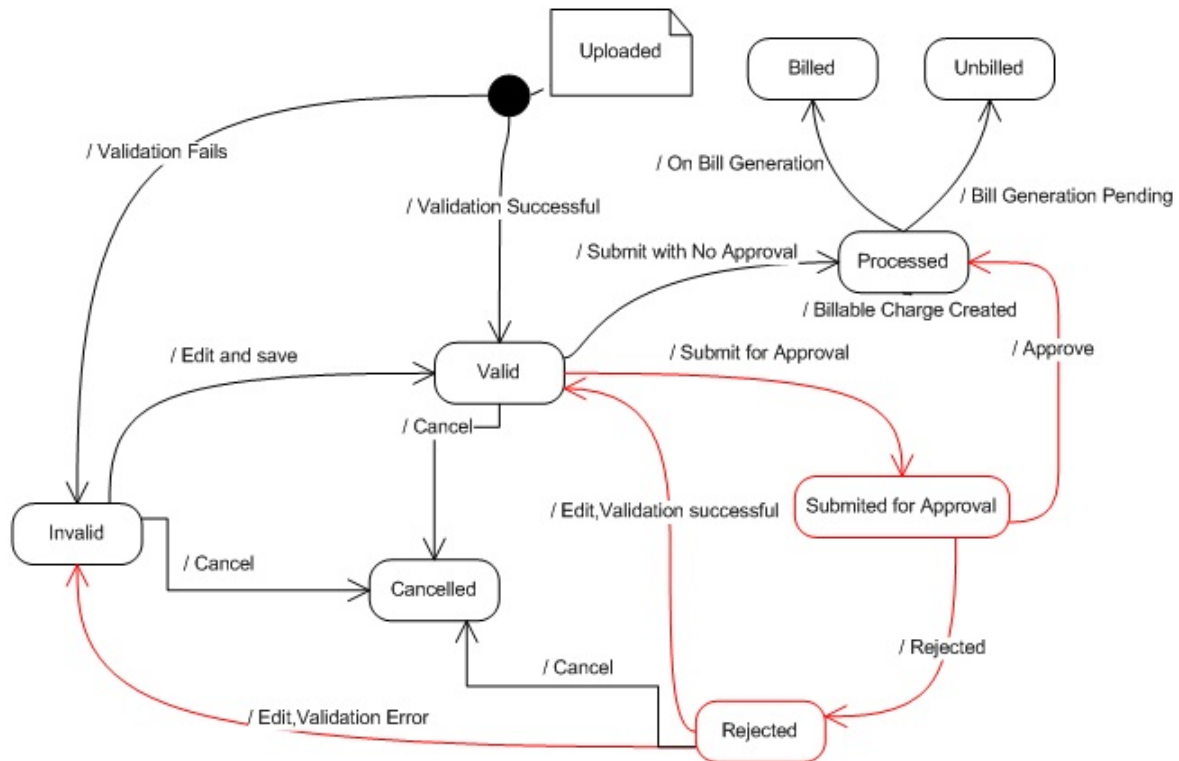 Uploaded
Billed
Unbilled
/ Validation Fails
/ On Bill Generation
/ Validation Successful
/ Bill Generation Pending
/ Submit with No Approval
Processed
/ Billable Charge Created
/ Edit and save
/ Submit for Approval
/ Approve
Valid
/ Cancel
Submited for Approval
/ Edit,Validation successful
Invalid
/ Cancel
Cancelled
/ Rejected
/ Cancel
/ Edit,Validation Error
Rejected